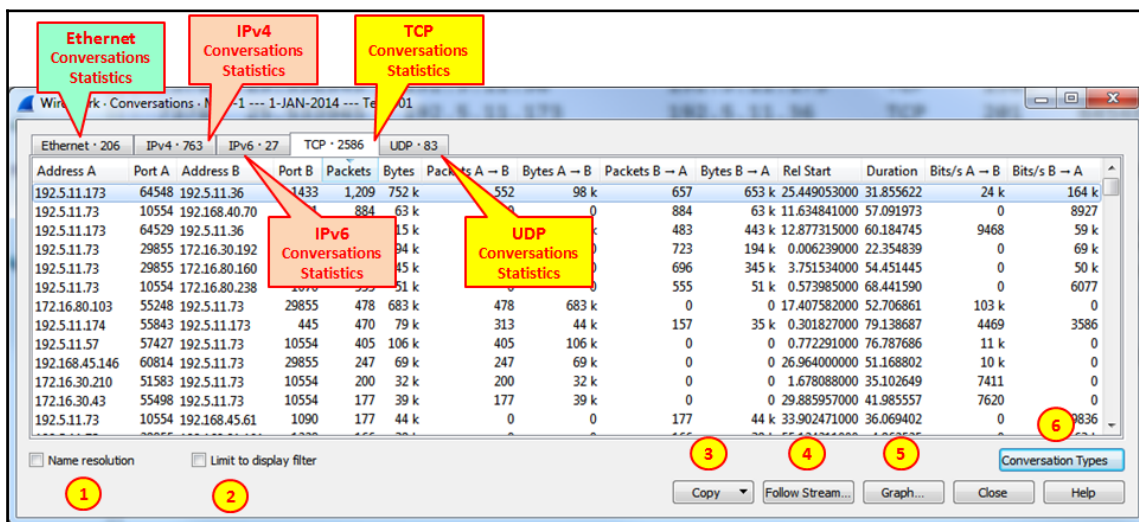 Ethernet
Conversations
Statistics
IPv4
Conversations
Statistics
TCP
Conversations
Statistics
Conversations
1-JAN-2014
Ethernet · 206 IPv4 · 763 IPv6 · 27 TCP · 2586 UDP · 83
Address A Port A Address B Port B Packets Bytes Packets A → B Bytes A → B Packets B → A Bytes B → A Rel Start Duration Bits/s A → B Bits/s B → A
192.5.11.173 64548 192.5.11.36 1433 1,209 752 k 552 98 k 657 653 k 25.449053000 31.855622 24 k 164 k
192.5.11.73 10554 192.168.40.70 884 63 k 0 884 63 k 11.634841000 57.091973 0 8927
192.5.11.173 64529 192.5.11.36 483 443 k 12.877315000 60.184745 9468 59 k
192.5.11.73 29855 172.16.30.192 723 194 k 0.006239000 22.354839 0 69 k
192.5.11.73 29855 172.16.80.160 696 345 k 3.751534000 54.451445 0 50 k
192.5.11.73 10554 172.16.80.238 555 51 k 0.573985000 68.441590 0 6077
172.16.80.103 55248 192.5.11.73 29855 478 683 k 478 683 k 0 0 17.407582000 52.706861 103 k 0
192.5.11.174 55843 192.5.11.173 445 470 79 k 313 44 k 157 35 k 0.301827000 79.138687 4469 3586
192.5.11.57 57427 192.5.11.73 10554 405 106 k 405 106 k 0 0 0.772291000 76.787686 11 k 0
192.168.45.146 60814 192.5.11.73 29855 247 69 k 247 69 k 0 0 26.964000000 51.168802 10 k 0
172.16.30.210 51583 192.5.11.73 10554 200 32 k 200 32 k 0 0 1.678088000 35.102649 7411 0
172.16.30.43 55498 192.5.11.73 10554 177 39 k 177 39 k 0 0 29.885957000 41.985557 7620 0
192.5.11.73 10554 192.168.45.61 1090 177 44 k 0 0 177 44 k 33.902471000 36.069402 0 9836
IPv6
Conversations
Statistics
UDP
Conversations
Statistics
Name resolution Limit to display filter Conversation Types
1 2 3 4 5 6
Copy Follow Stream... Graph... Close Help